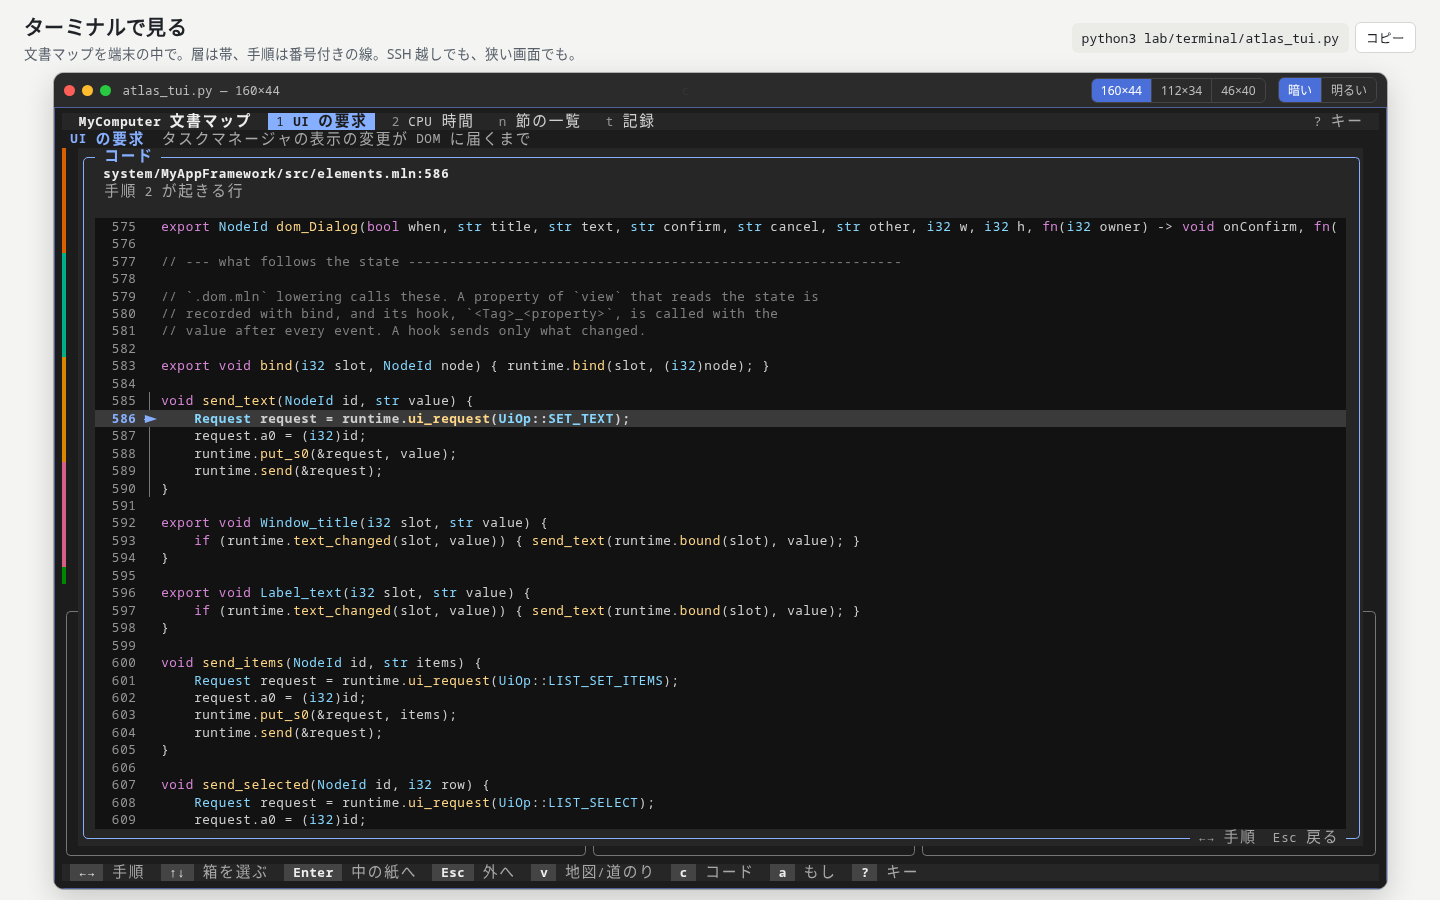 ターミナルで見る
文書マップを端末の中で。層は帯、手順は番号付きの線。SSH 越しでも、狭い画面でも。
python3 lab/terminal/atlas_tui.py コピー
atlas_tui.py — 160×44 160×44 112×34 46×40 暗い 明るい
MyComputer 文書マップ 1 UI の要求 2 CPU 時間 n 節の一覧 t 記録 ? キー
UI の要求 タスクマネージャの表示の変更が DOM に届くまで
コード
system/MyAppFramework/src/elements.mln:586
手順 2 が起きる行
575 export NodeId dom_Dialog(bool when, str title, str text, str confirm, str cancel, str other, i32 w, i32 h, fn(i32 owner) -> void onConfirm, fn(
576
577 // --- what follows the state ------------------------------------------------------------
578
579 // `.dom.mln` lowering calls these. A property of `view` that reads the state is
580 // recorded with bind, and its hook, `<Tag>_<property>`, is called with the
581 // value after every event. A hook sends only what changed.
582
583 export void bind(i32 slot, NodeId node) { runtime.bind(slot, (i32)node); }
584
585 void send_text(NodeId id, str value) {
586 ► Request request = runtime.ui_request(UiOp::SET_TEXT);
587 request.a0 = (i32)id;
588 runtime.put_s0(&request, value);
589 runtime.send(&request);
590 }
591
592 export void Window_title(i32 slot, str value) {
593 if (runtime.text_changed(slot, value)) { send_text(runtime.bound(slot), value); }
594 }
595
596 export void Label_text(i32 slot, str value) {
597 if (runtime.text_changed(slot, value)) { send_text(runtime.bound(slot), value); }
598 }
599
600 void send_items(NodeId id, str items) {
601 Request request = runtime.ui_request(UiOp::LIST_SET_ITEMS);
602 request.a0 = (i32)id;
603 runtime.put_s0(&request, items);
604 runtime.send(&request);
605 }
606
607 void send_selected(NodeId id, i32 row) {
608 Request request = runtime.ui_request(UiOp::LIST_SELECT);
609 request.a0 = (i32)id;
←→ 手順 Esc 戻る
←→ 手順 ↑↓ 箱を選ぶ Enter 中の紙へ Esc 外へ v 地図/道のり c コード a もし ? キー